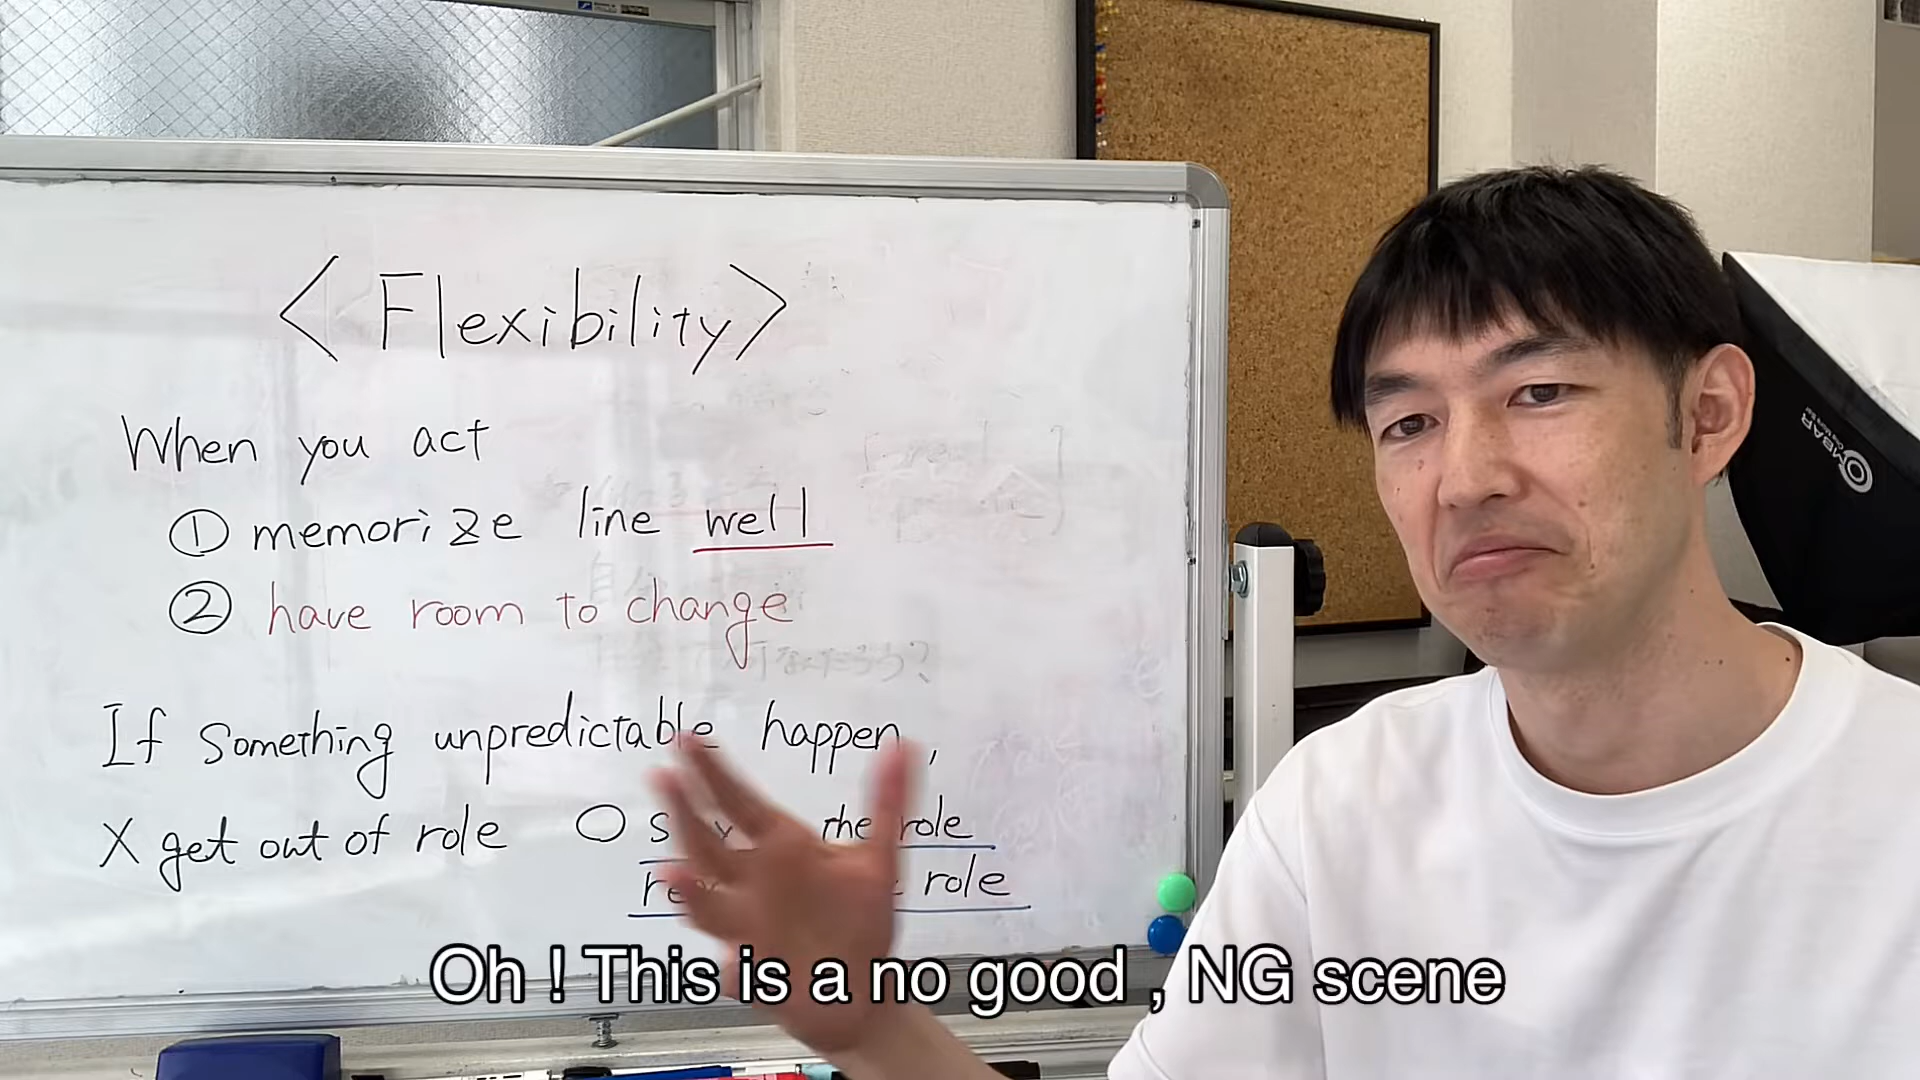 <Flexibility>
When you act
① memorize line well
② have room to change
If something unpredictable happen,
X get out of role ○ the role
role
Oh ! This is a no good , NG scene
OMBAR